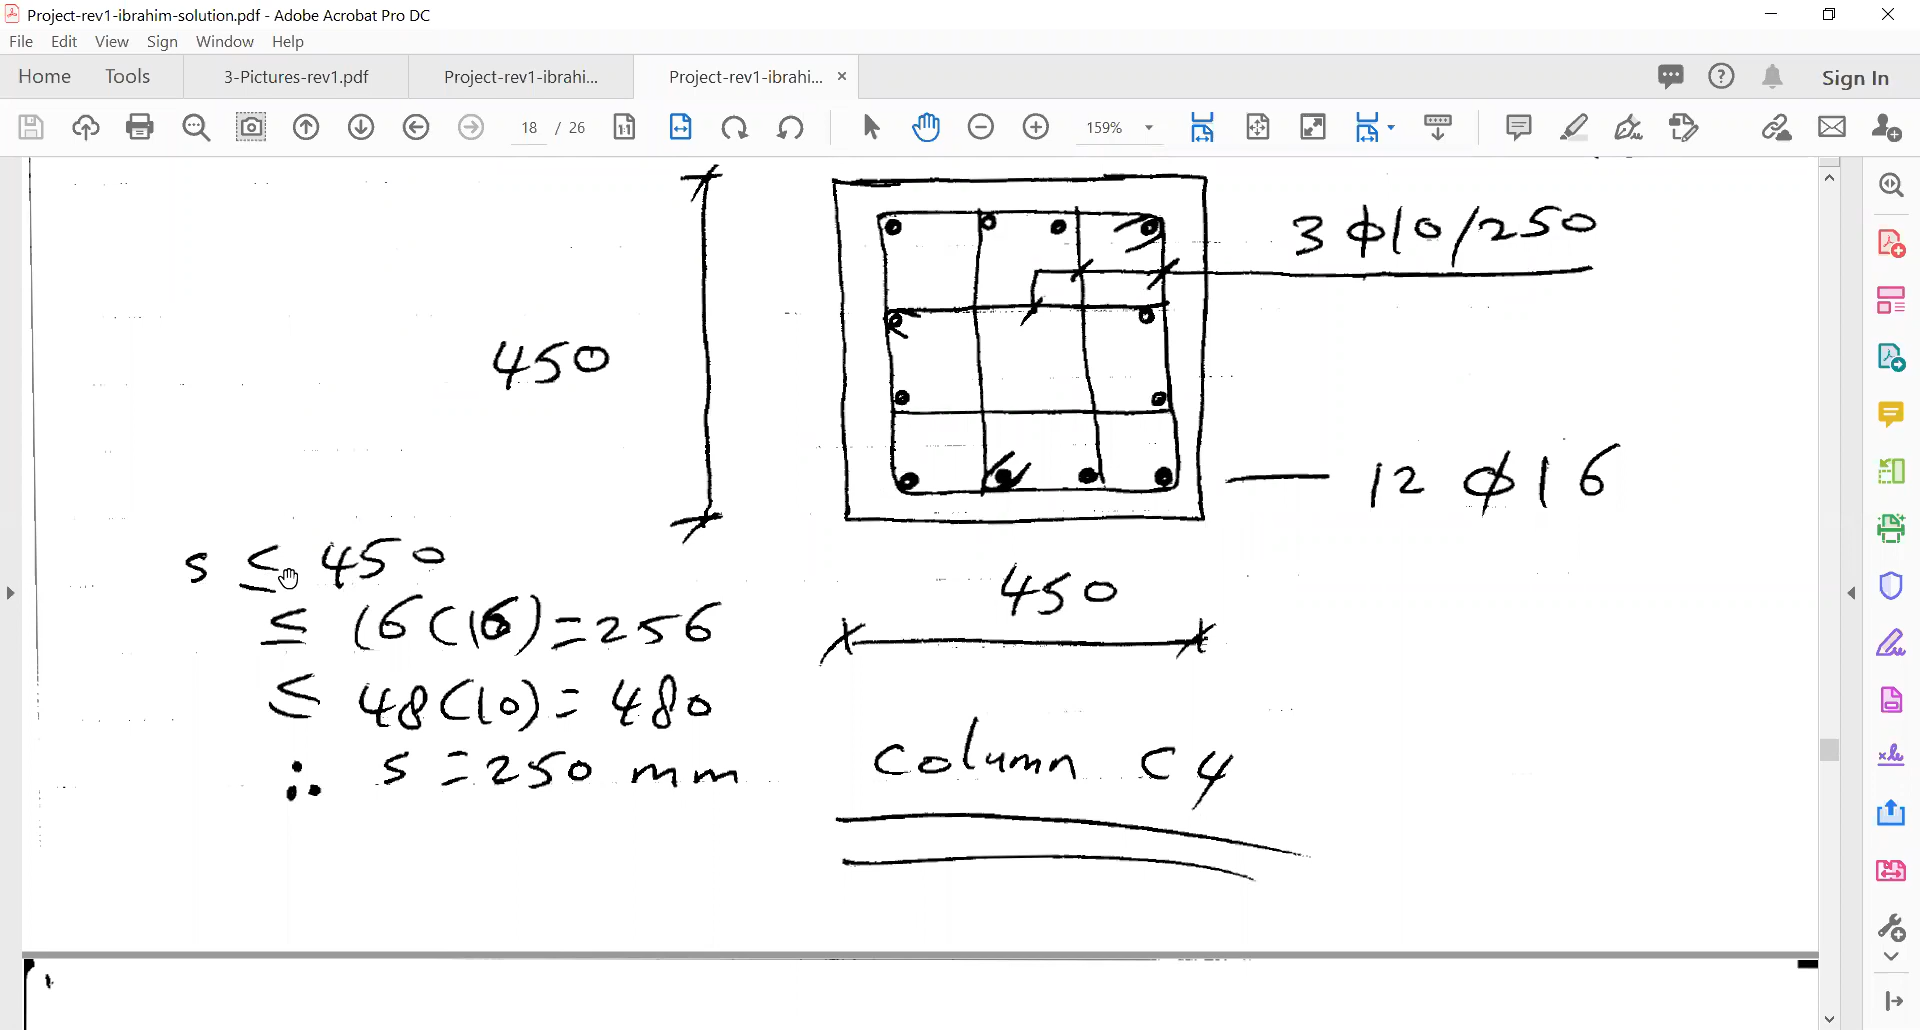 Project-rev1-ibrahim-solution.pdf - Adobe Acrobat Pro DC
File Edit View Sign Window Help
Home Tools 3-Pictures-rev1.pdf Project-rev1-ibrahi... Project-rev1-ibrahi... × Sign In
18 / 26 159%
3 ϕ10/250
450
12 ϕ16
s ≤ 450
450
≤ 16(16)=256
≤ 48(10)= 480
∴ s =250 mm
Column C4